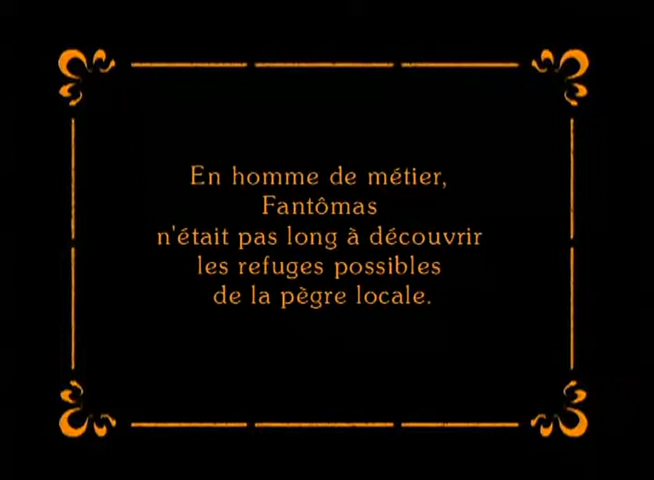 En homme de métier,
Fantômas
n'était pas long à découvrir
les refuges possibles
de la pègre locale.